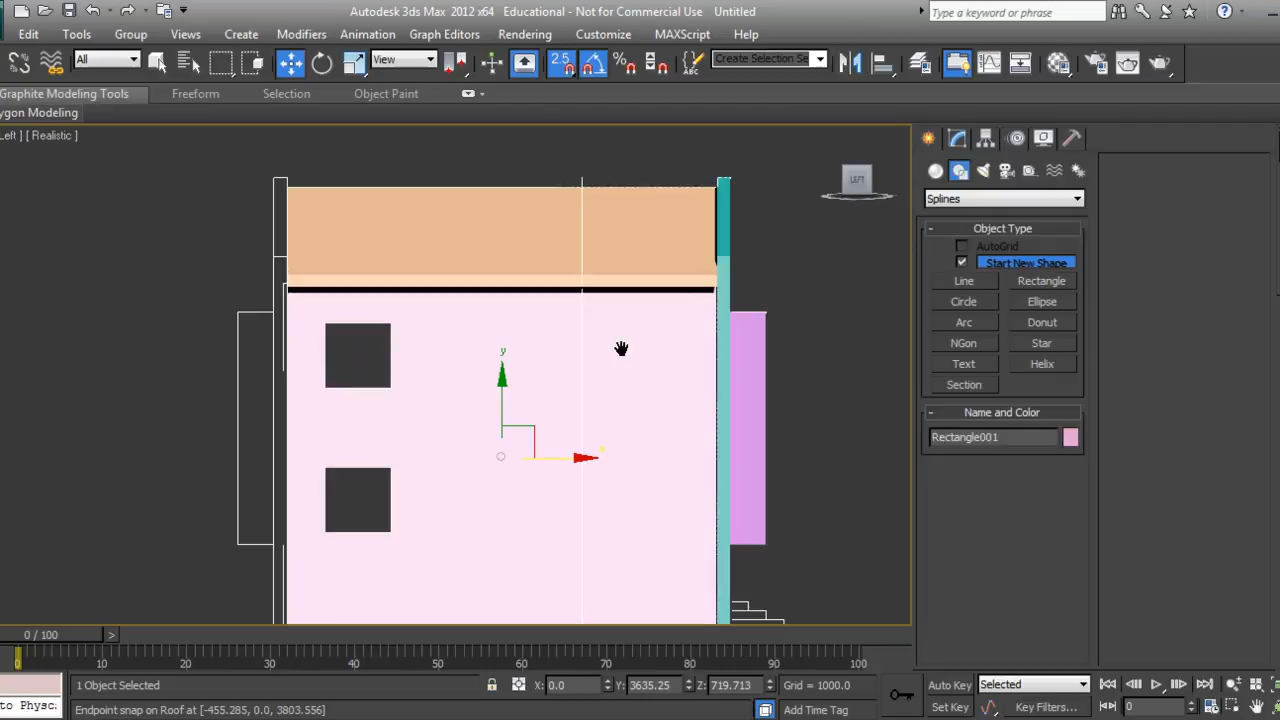 Autodesk 3ds Max 2012 x64 Educational - Not for Commercial Use Untitled
Type a keyword or phrase
Edit Tools Group Views Create Modifiers Animation Graph Editors Rendering Customize MAXScript Help
All View 2.5 Create Selection Se
Graphite Modeling Tools Freeform Selection Object Paint
ygon Modeling
Left ] [ Realistic ]
LEFT
Splines
- Object Type
AutoGrid
Start New Shape
Line Rectangle
Circle Ellipse
Arc Donut
NGon Star
Text Helix
Section
- Name and Color
Rectangle001
y
0 / 100 >
0 10 20 30 40 50 60 70 80 90 100
1 Object Selected X: 0.0 Y: 3635.25 Z: 719.713 Grid = 1000.0 Auto Key Selected
to Physc. Endpoint snap on Roof at [-455.285, 0.0, 3803.556] Add Time Tag Set Key Key Filters... 0